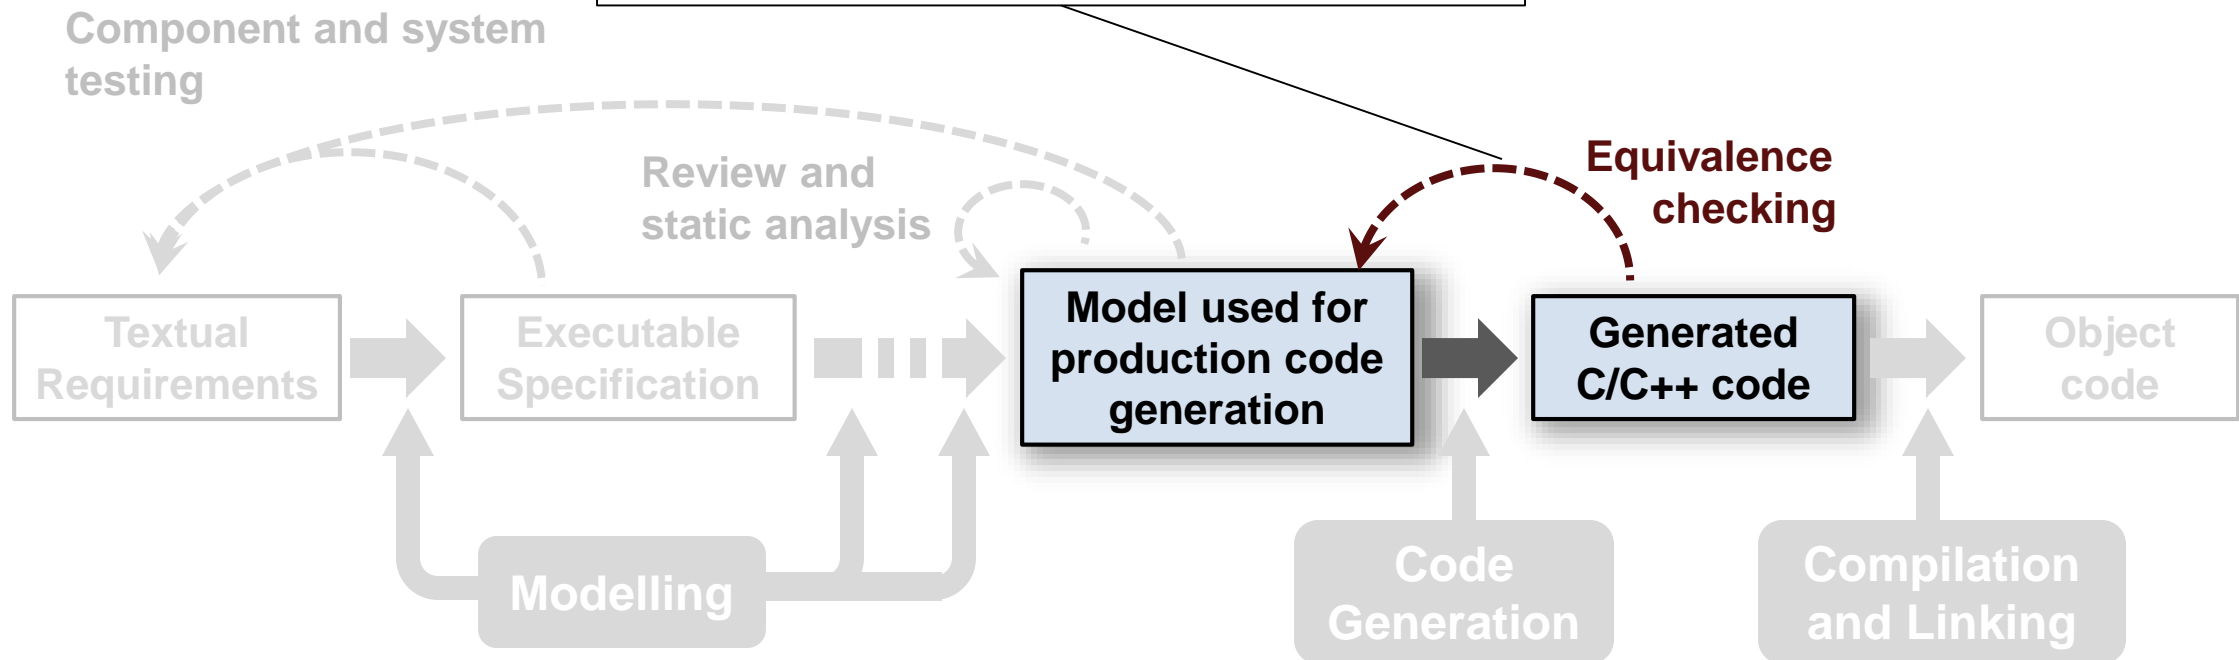 Component and system
testing
Review and
static analysis
Equivalence
checking
Textual
Requirements
Executable
Specification
Model used for
production code
generation
Generated
C/C++ code
Object
code
Modelling
Code
Generation
Compilation
and Linking